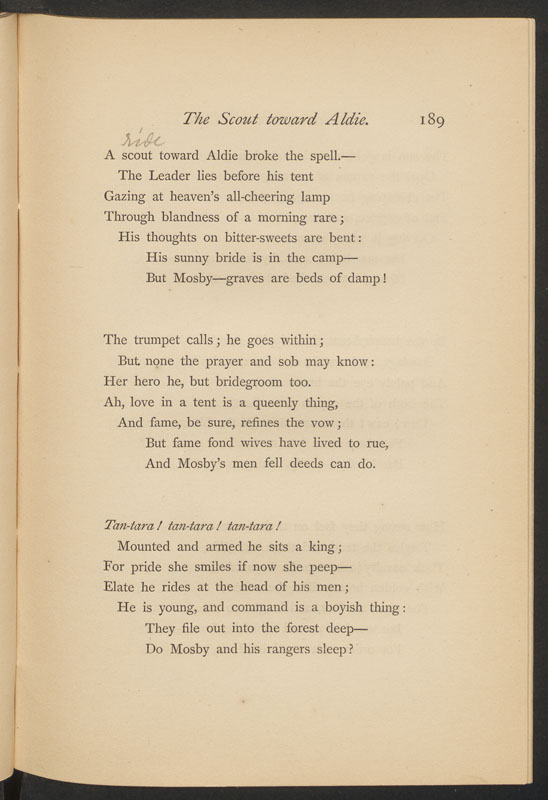 The Scout toward Aldie. 189
ride
A scout toward Aldie broke the spell.—
The Leader lies before his tent
Gazing at heaven's all-cheering lamp
Through blandness of a morning rare;
His thoughts on bitter-sweets are bent:
His sunny bride is in the camp—
But Mosby—graves are beds of damp!
The trumpet calls; he goes within;
But none the prayer and sob may know:
Her hero he, but bridegroom too.
Ah, love in a tent is a queenly thing,
And fame, be sure, refines the vow;
But fame fond wives have lived to rue,
And Mosby's men fell deeds can do.
Tan-tara! tan-tara! tan-tara!
Mounted and armed he sits a king;
For pride she smiles if now she peep—
Elate he rides at the head of his men;
He is young, and command is a boyish thing:
They file out into the forest deep—
Do Mosby and his rangers sleep?